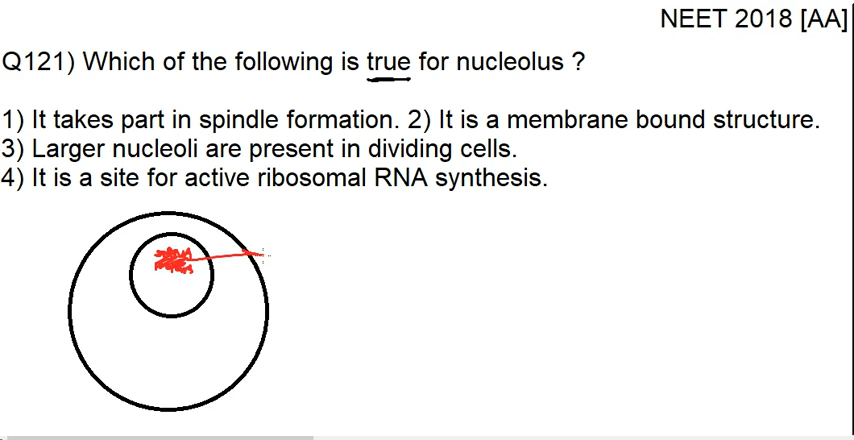 NEET 2018 [AA]
Q121) Which of the following is true for nucleolus ?
1) It takes part in spindle formation. 2) It is a membrane bound structure.
3) Larger nucleoli are present in dividing cells.
4) It is a site for active ribosomal RNA synthesis.